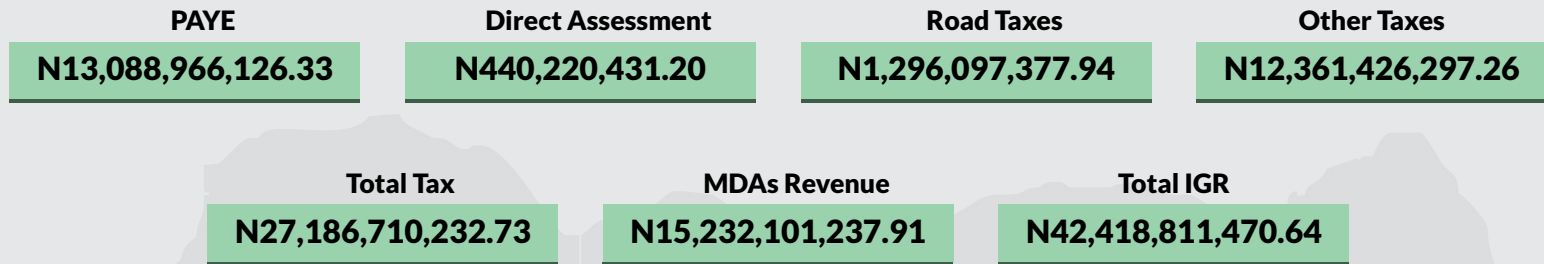 PAYE Direct Assessment Road Taxes Other Taxes
N13,088,966,126.33 N440,220,431.20 N1,296,097,377.94 N12,361,426,297.26
Total Tax MDAs Revenue Total IGR
N27,186,710,232.73 N15,232,101,237.91 N42,418,811,470.64